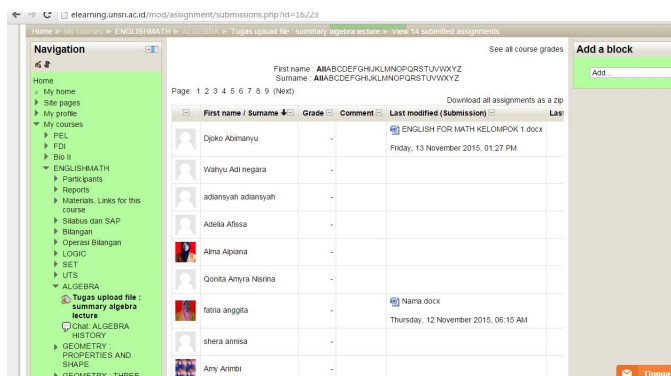 elearning.unsri.ac.id/mod/assignment/submissions.php?id=16223
Home ► My courses ► ENGLISHMATH ► ALGEBRA ► Tugas upload file : summary algebra lecture ► View 14 submitted assignments
Navigation
Home
My home
Site pages
My profile
My courses
PEL
FDI
Bio II
ENGLISHMATH
Participants
Reports
Materials, Links for this
course
Silabus dan SAP
Bilangan
Operasi Bilangan
LOGIC
SET
UTS
ALGEBRA
Tugas upload file :
summary algebra
lecture
Chat: ALGEBRA
HISTORY
GEOMETRY :
PROPERTIES AND
SHAPE
GEOMETRY : THREE
See all course grades
First name : AllABCDEFGHIJKLMNOPQRSTUVWXYZ
Surname : AllABCDEFGHIJKLMNOPQRSTUVWXYZ
Page: 1 2 3 4 5 6 7 8 9 (Next)
Download all assignments as a zip
First name / Surname Grade Comment Last modified (Submission) Last
Djoko Abimanyu - ENGLISH FOR MATH KELOMPOK 1.docx
Friday, 13 November 2015, 01:27 PM
Wahyu Adi negara -
adiansyah adiansyah -
Adelia Afissa -
Alma Alpiana -
Qonita Amyra Nisrina -
fatria anggita - Nama.docx
Thursday, 12 November 2015, 06:15 AM
shera annisa -
Amy Arimbi -
Add a block
Add...